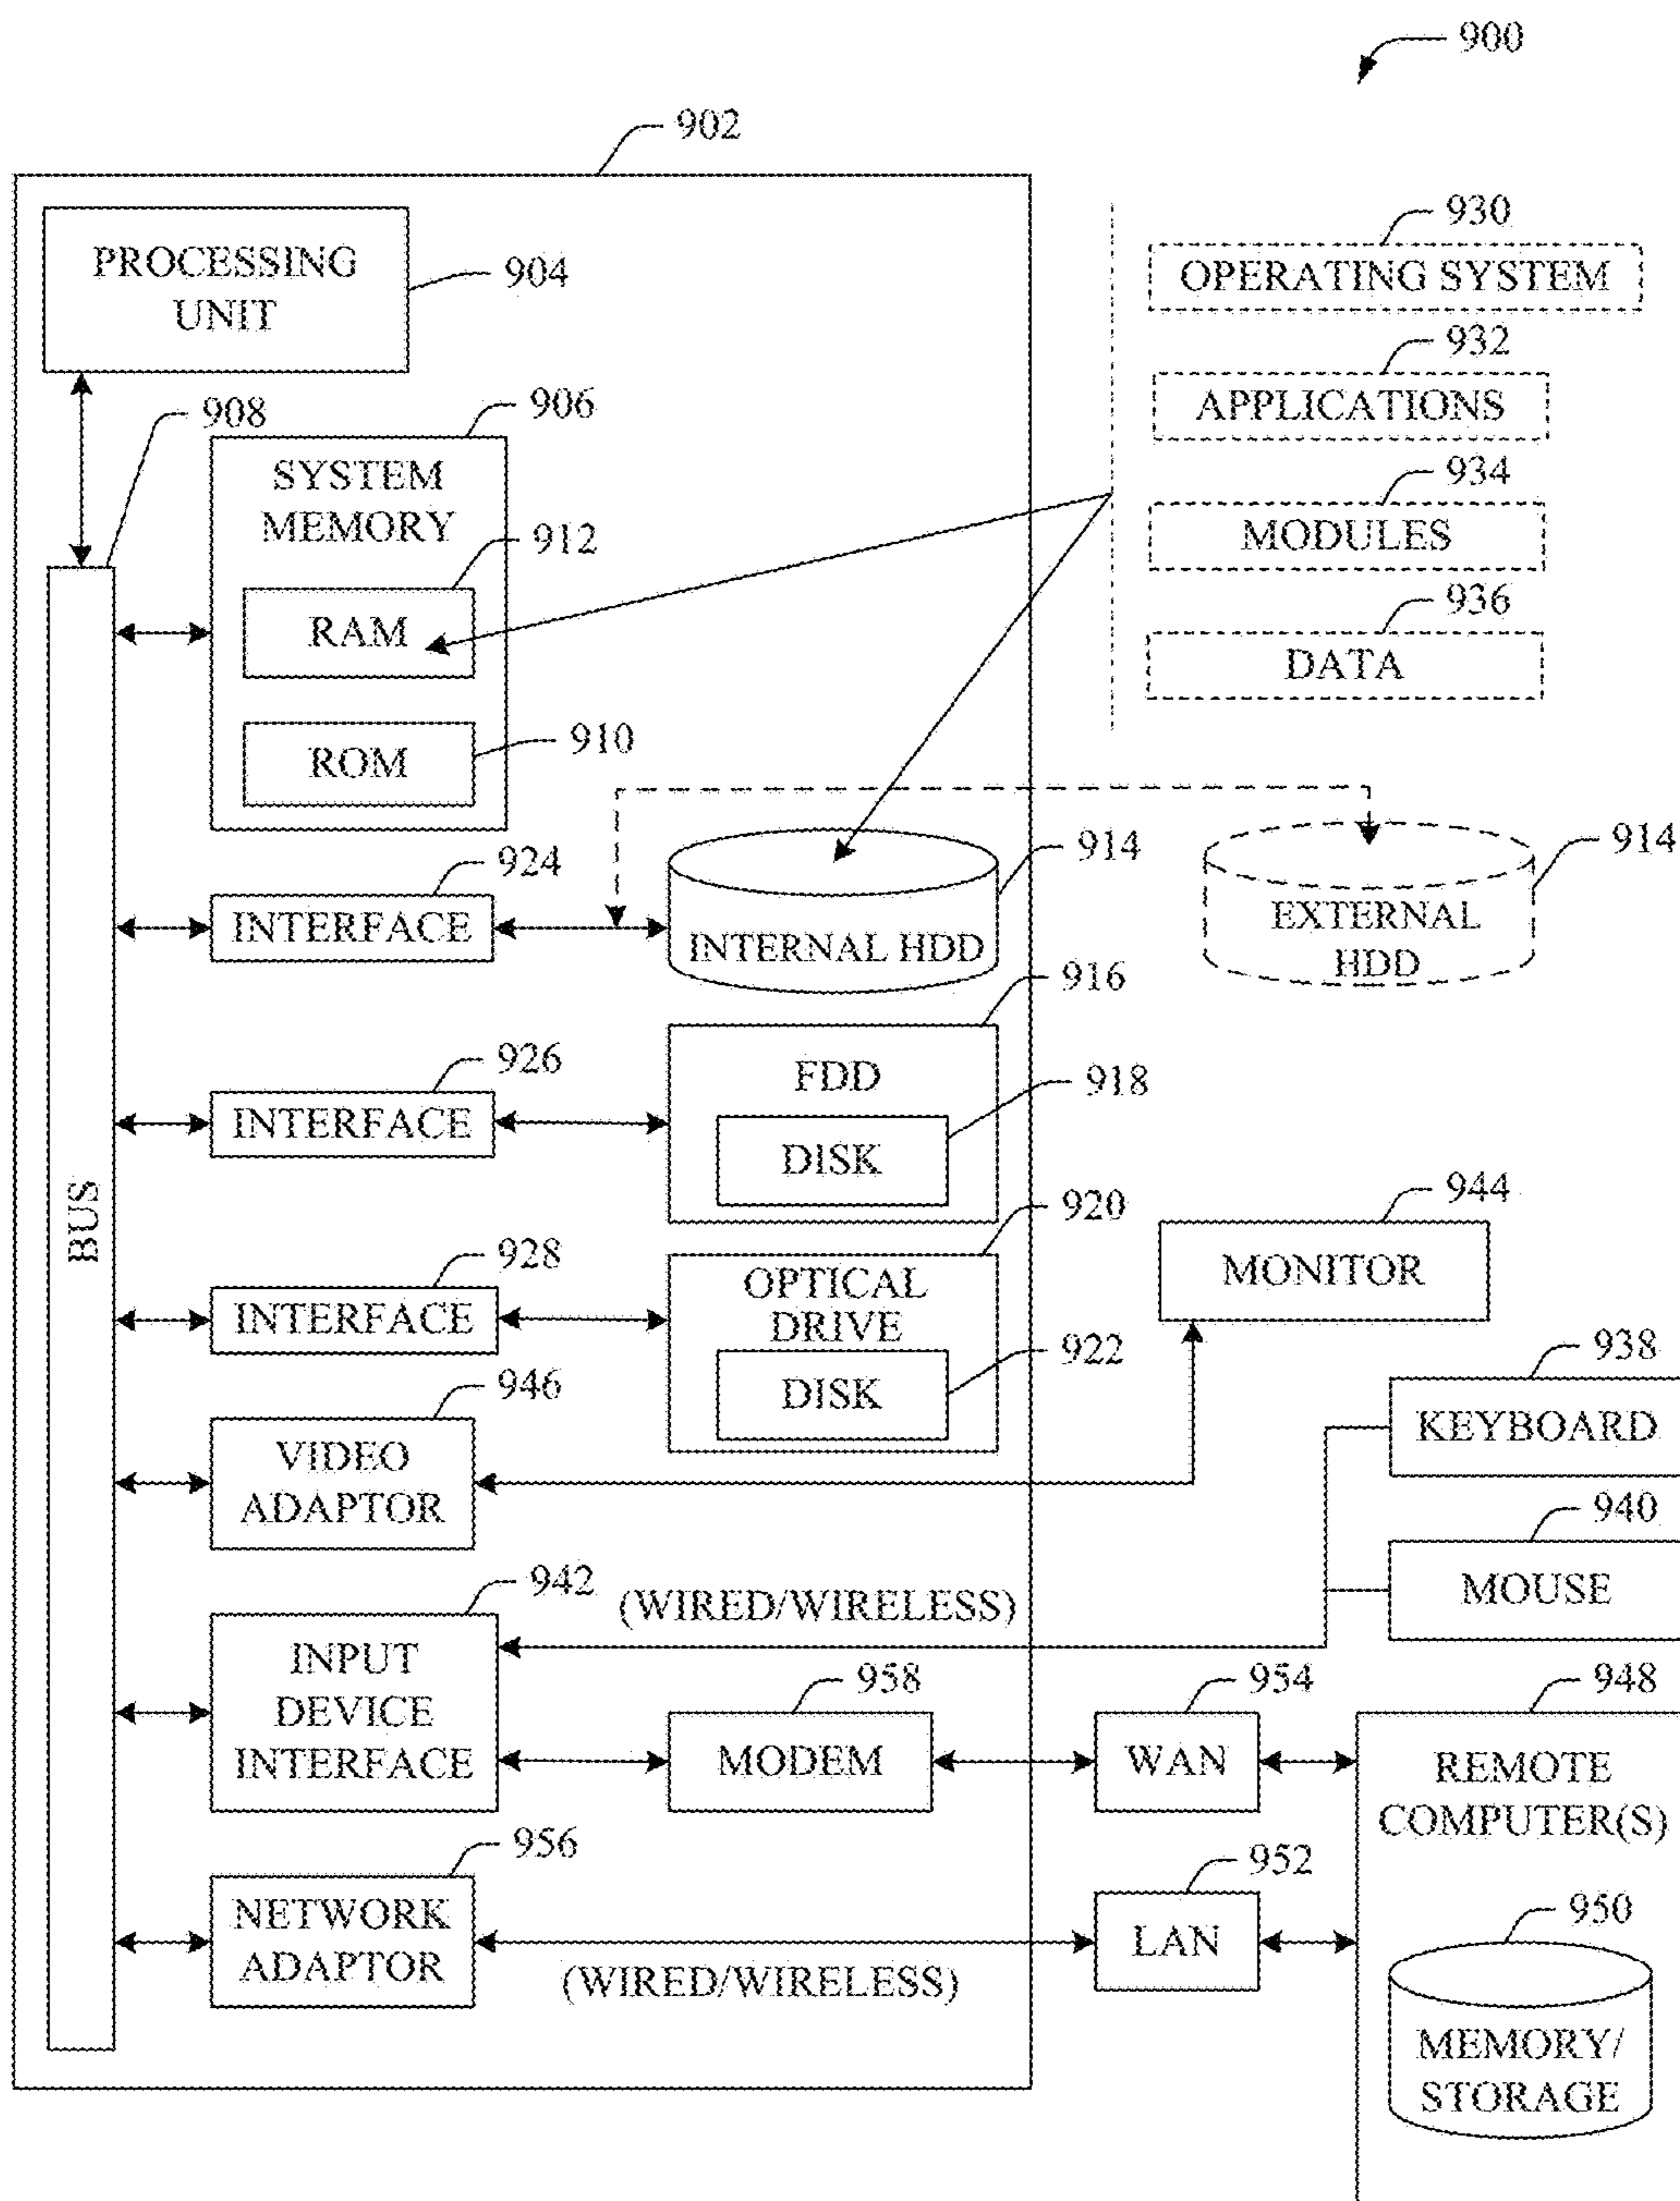 900
902
PROCESSING
UNIT
904
930
OPERATING SYSTEM
932
APPLICATIONS
934
MODULES
936
DATA
908
906
SYSTEM
MEMORY
912
RAM
910
ROM
924
INTERFACE
914
INTERNAL HDD
914
EXTERNAL
HDD
916
FDD
918
DISK
926
INTERFACE
BUS
920
OPTICAL
DRIVE
922
DISK
928
INTERFACE
944
MONITOR
946
VIDEO
ADAPTOR
938
KEYBOARD
940
MOUSE
942
INPUT
DEVICE
INTERFACE
(WIRED/WIRELESS)
958
MODEM
954
WAN
948
REMOTE
COMPUTER(S)
956
NETWORK
ADAPTOR
(WIRED/WIRELESS)
952
LAN
950
MEMORY/
STORAGE